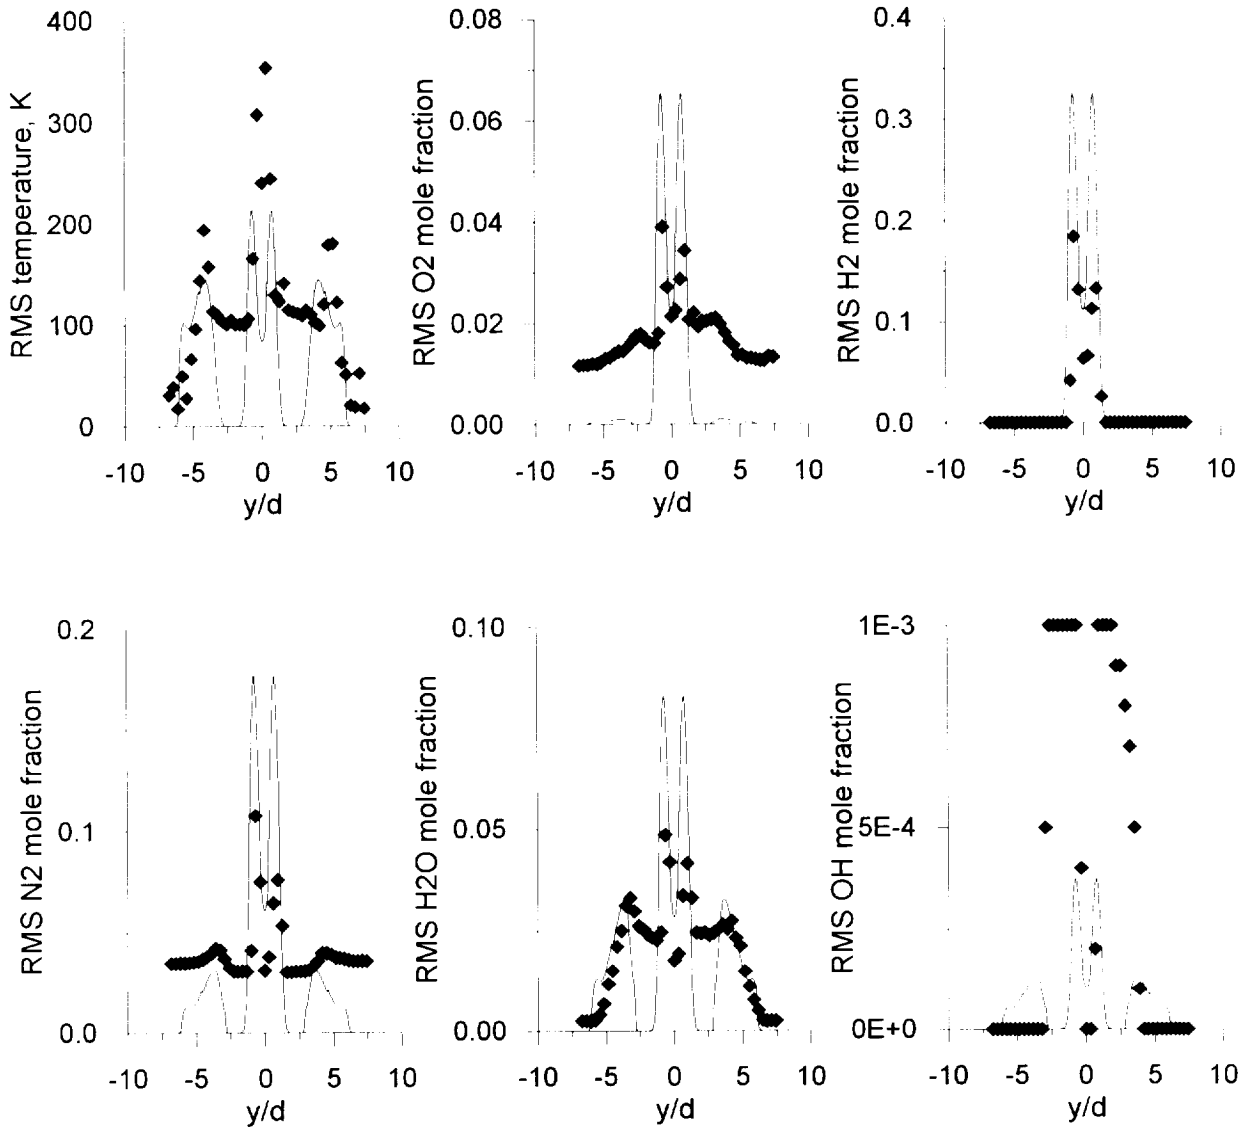 RMS temperature, K
400
300
200
100
0
-10 -5 0 5 10
y/d
RMS O2 mole fraction
0.08
0.06
0.04
0.02
0.00
-10 -5 0 5 10
y/d
RMS H2 mole fraction
0.4
0.3
0.2
0.1
0.0
-10 -5 0 5 10
y/d
RMS N2 mole fraction
0.2
0.1
0.0
-10 -5 0 5 10
y/d
RMS H2O mole fraction
0.10
0.05
0.00
-10 -5 0 5 10
y/d
RMS OH mole fraction
1E-3
5E-4
0E+0
-10 -5 0 5 10
y/d